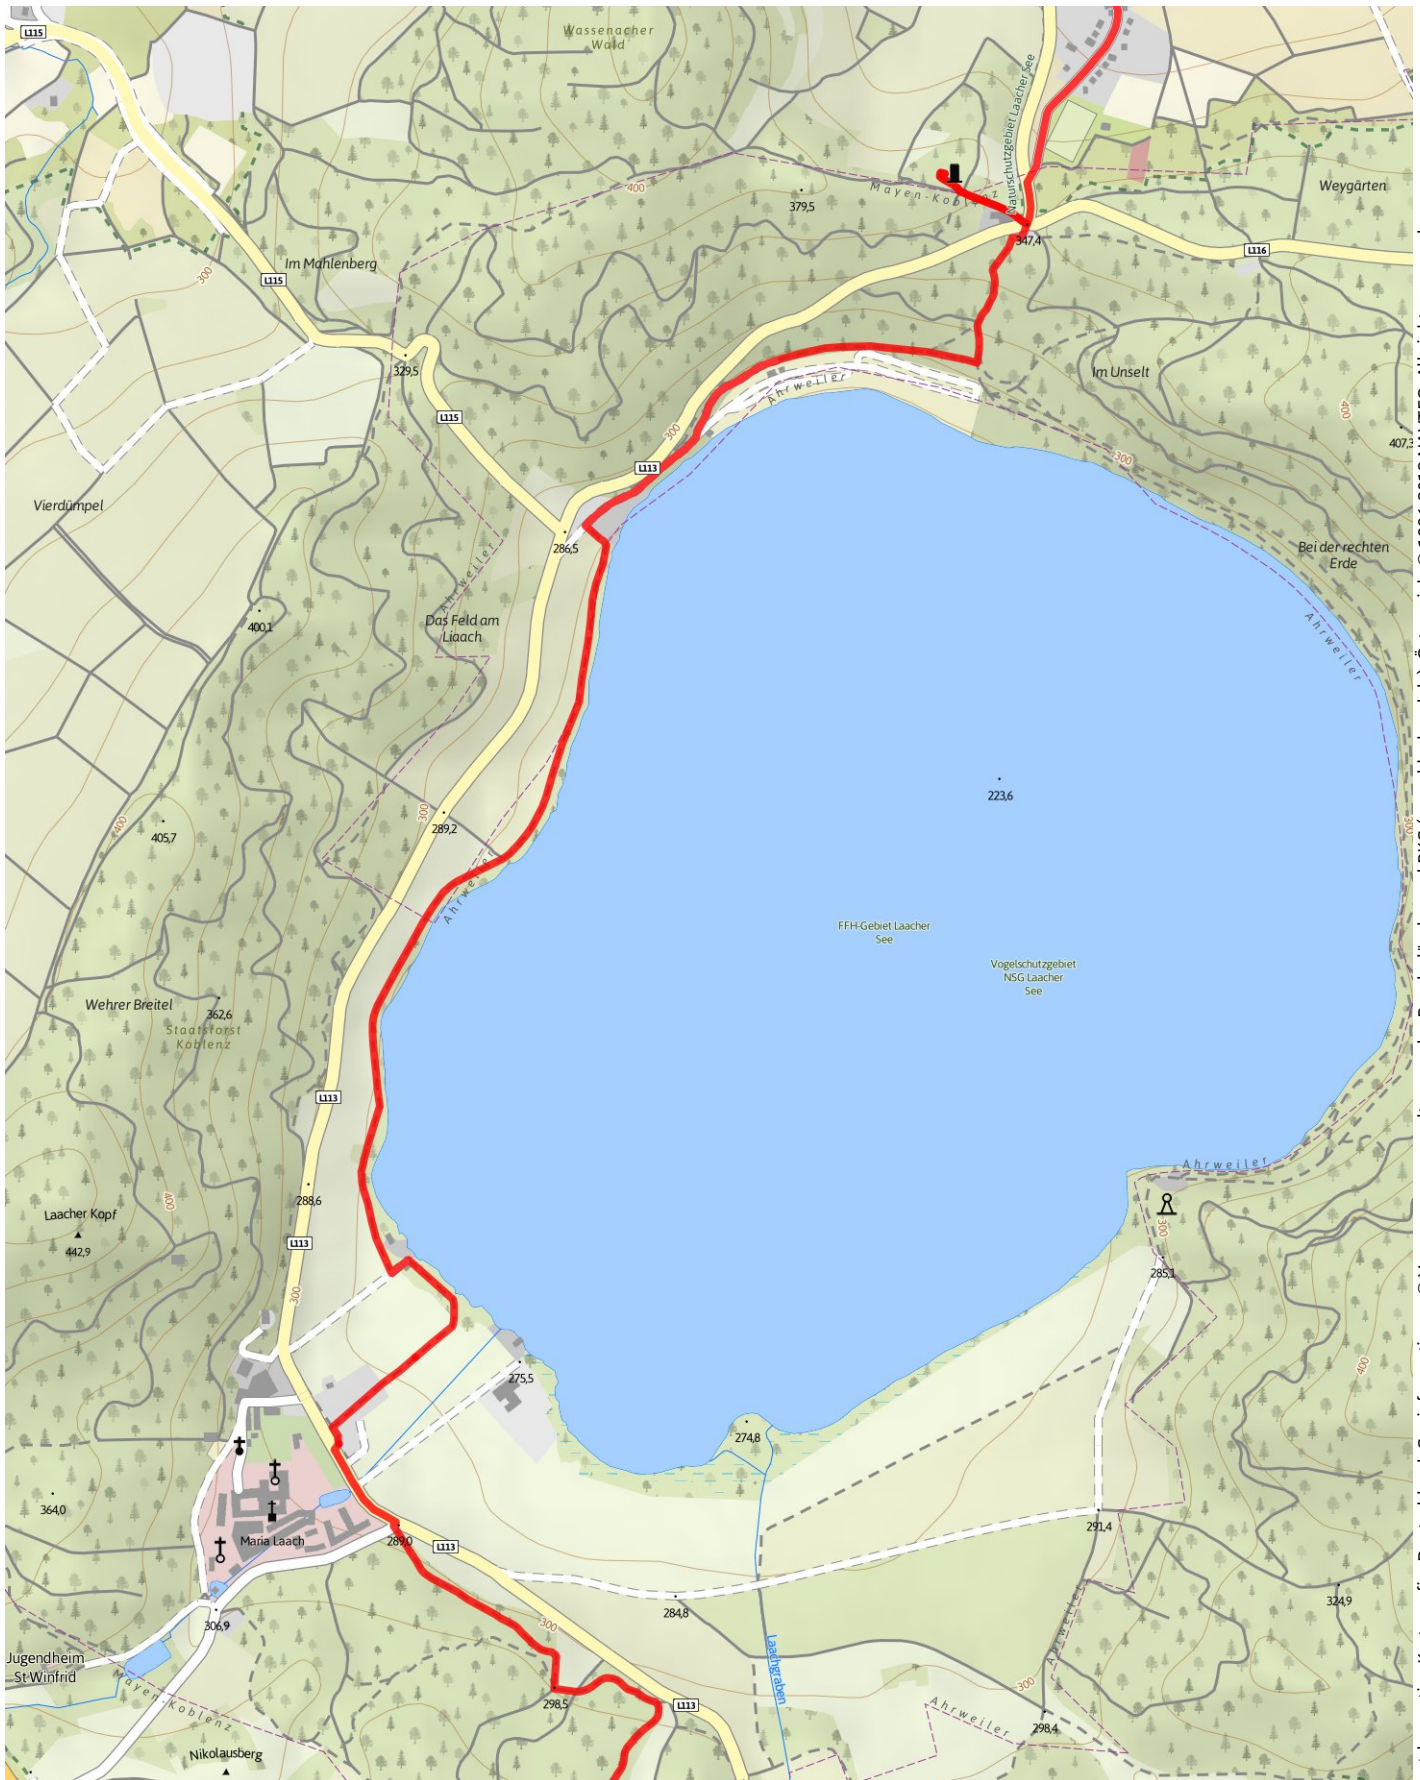 L115
Wassenacher
Wald
Naturschutzgebiet Laacher See
400
Mayen-Koblenz
379,5
Weygärten
347,4
L116
Im Mahlenberg
300
L115
329,5
Im Unselt
Ahrweiler
L115
400
407,3
300
L113
300
Vierdümpel
286,5
Ahrweiler
Bei der rechten
Erde
400,1
Das Feld am
Liaach
Ahrweiler
223,6
300
289,2
400
405,7
300
Ahrweiler
FFH-Gebiet Laacher
See
Vogelschutzgebiet
NSG Laacher
See
Wehrer Breitel
362,6
Staatsforst
Koblenz
L113
Ahrweiler
288,6
400
Laacher Kopf
442,9
L113
300
285,1
300
400
275,5
274,8
364,0
Maria Laach
289,0
L113
291,4
284,8
324,9
306,9
300
Jugendheim
St Winfrid
Laachgraben
Ahrweiler
Mayen-Koblenz
298,5
L113
300
Ahrweiler
298,4
Nikolausberg